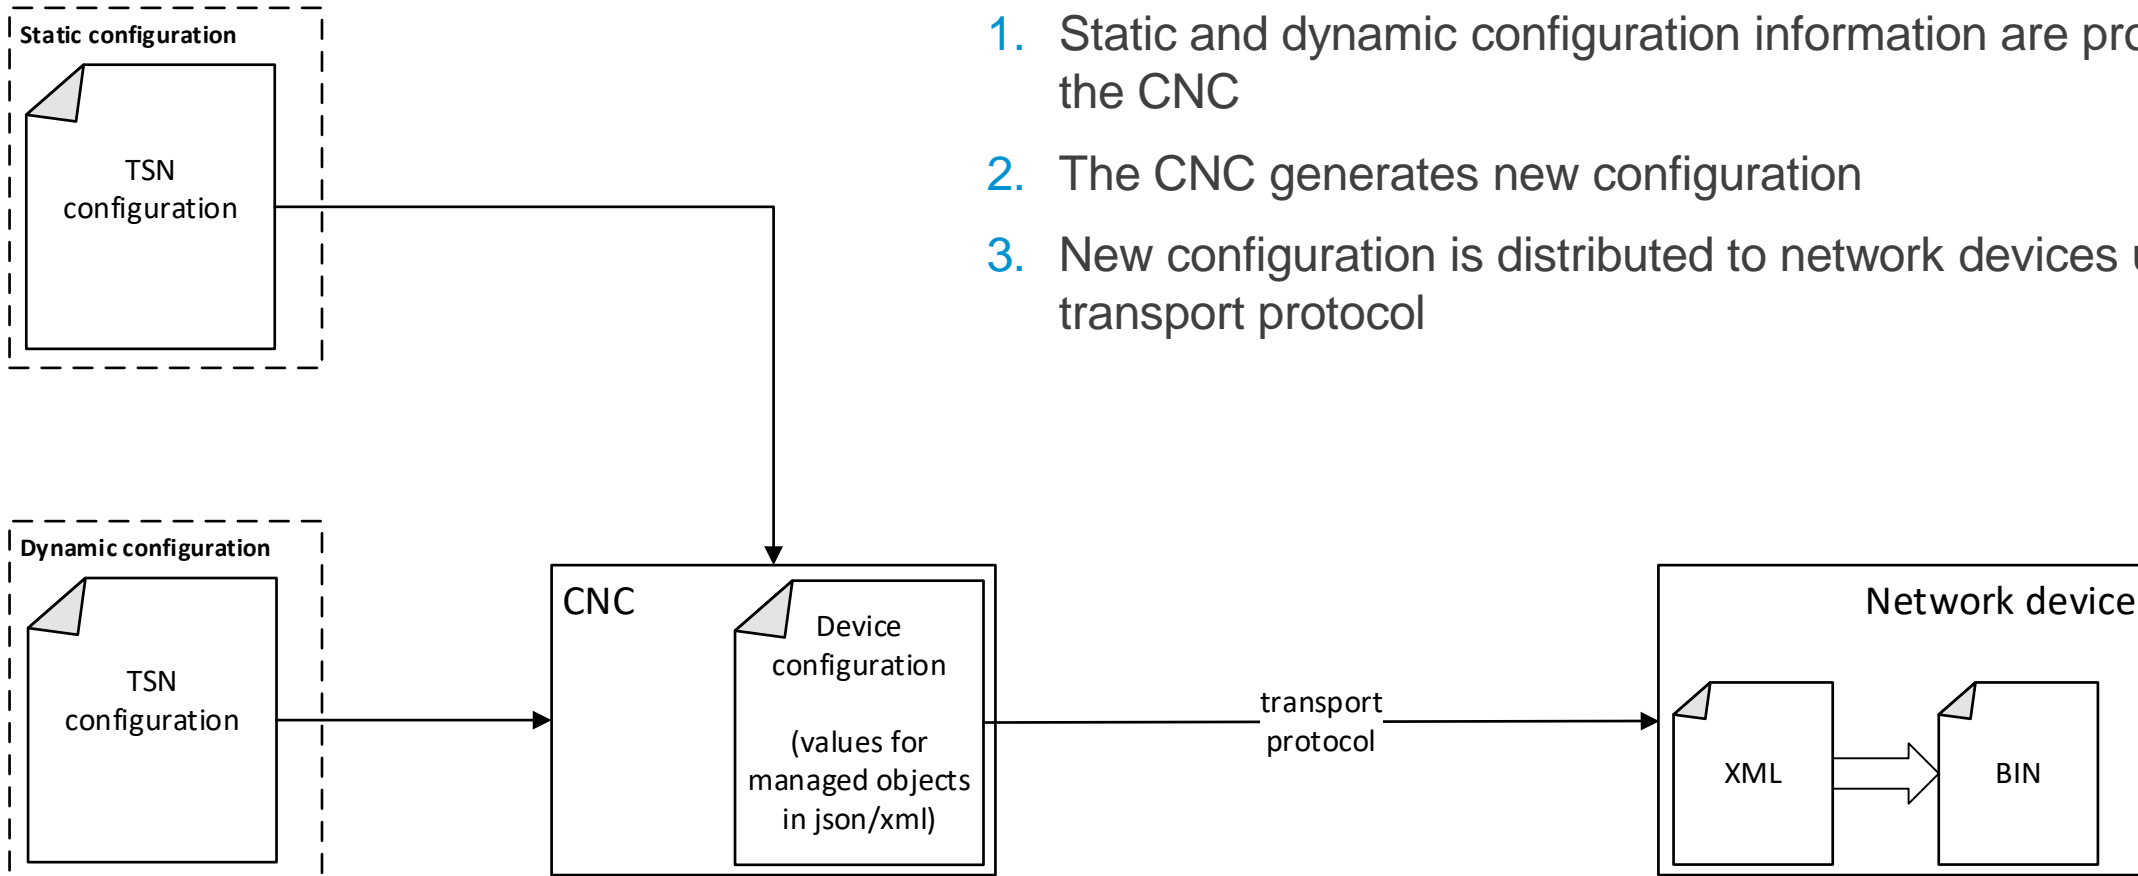 Static configuration
TSN
configuration
1. Static and dynamic configuration information are
the CNC
2. The CNC generates new configuration
3. New configuration is distributed to network devices
transport protocol
Dynamic configuration
TSN
configuration
CNC
Device
configuration
(values for
managed objects
in json/xml)
transport
protocol
Network device
XML
BIN